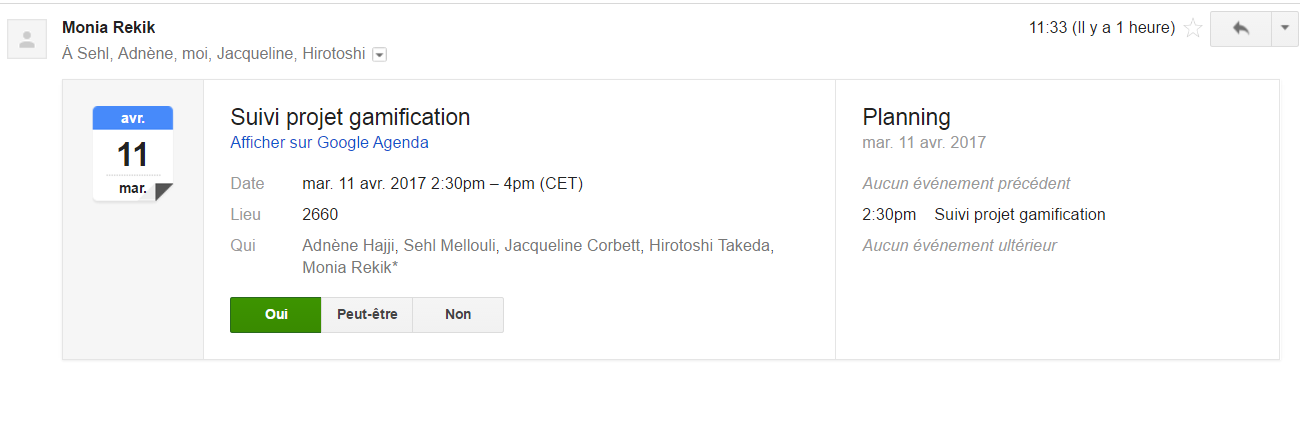 Monia Rekik
11:33 (Il y a 1 heure)
À Sehl, Adnène, moi, Jacqueline, Hirotoshi
avr.
11
mar.
Suivi projet gamification
Afficher sur Google Agenda
Date mar. 11 avr. 2017 2:30pm – 4pm (CET)
Lieu 2660
Qui Adnène Hajji, Sehl Mellouli, Jacqueline Corbett, Hirotoshi Takeda,
Monia Rekik*
Oui Peut-être Non
Planning
mar. 11 avr. 2017
Aucun événement précédent
2:30pm Suivi projet gamification
Aucun événement ultérieur